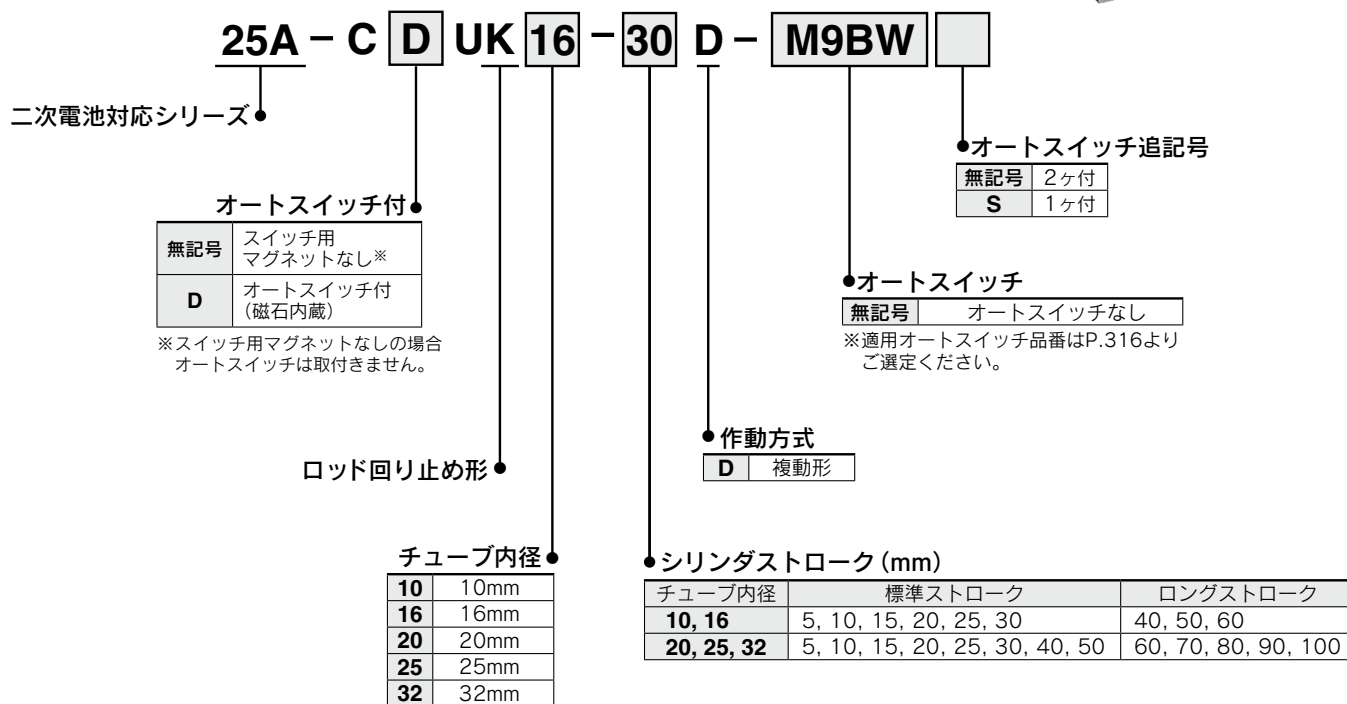 25A - C D UK 16 - 30 D - M9BW
二次電池対応シリーズ
オートスイッチ付
無記号 スイッチ用
マグネットなし※
D オートスイッチ付
（磁石内蔵）
※スイッチ用マグネットなしの場合
オートスイッチは取付きません。
ロッド回り止め形
チューブ内径
10 10mm
16 16mm
20 20mm
25 25mm
32 32mm
オートスイッチ追記号
無記号 2ヶ付
S 1ヶ付
オートスイッチ
無記号 オートスイッチなし
※適用オートスイッチ品番はP.316より
ご選定ください。
作動方式
D 複動形
シリンダストローク（mm）
チューブ内径 標準ストローク ロングストローク
10, 16 5, 10, 15, 20, 25, 30 40, 50, 60
20, 25, 32 5, 10, 15, 20, 25, 30, 40, 50 60, 70, 80, 90, 100